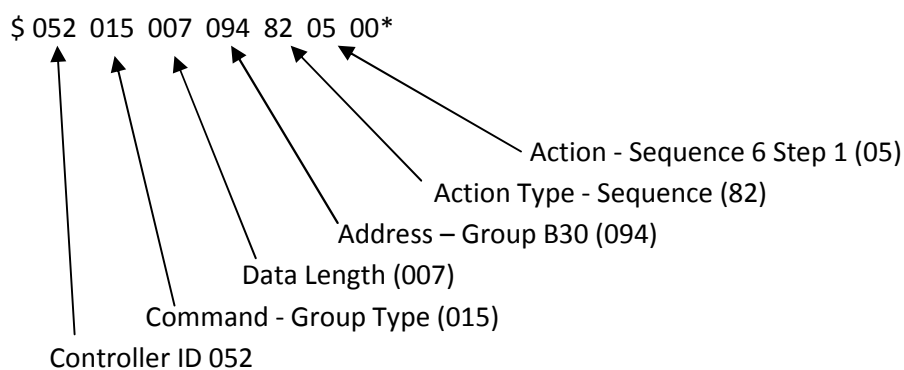 $ 052 015 007 094 82 05 00*
Action - Sequence 6 Step 1 (05)
Action Type - Sequence (82)
Address – Group B30 (094)
Data Length (007)
Command - Group Type (015)
Controller ID 052